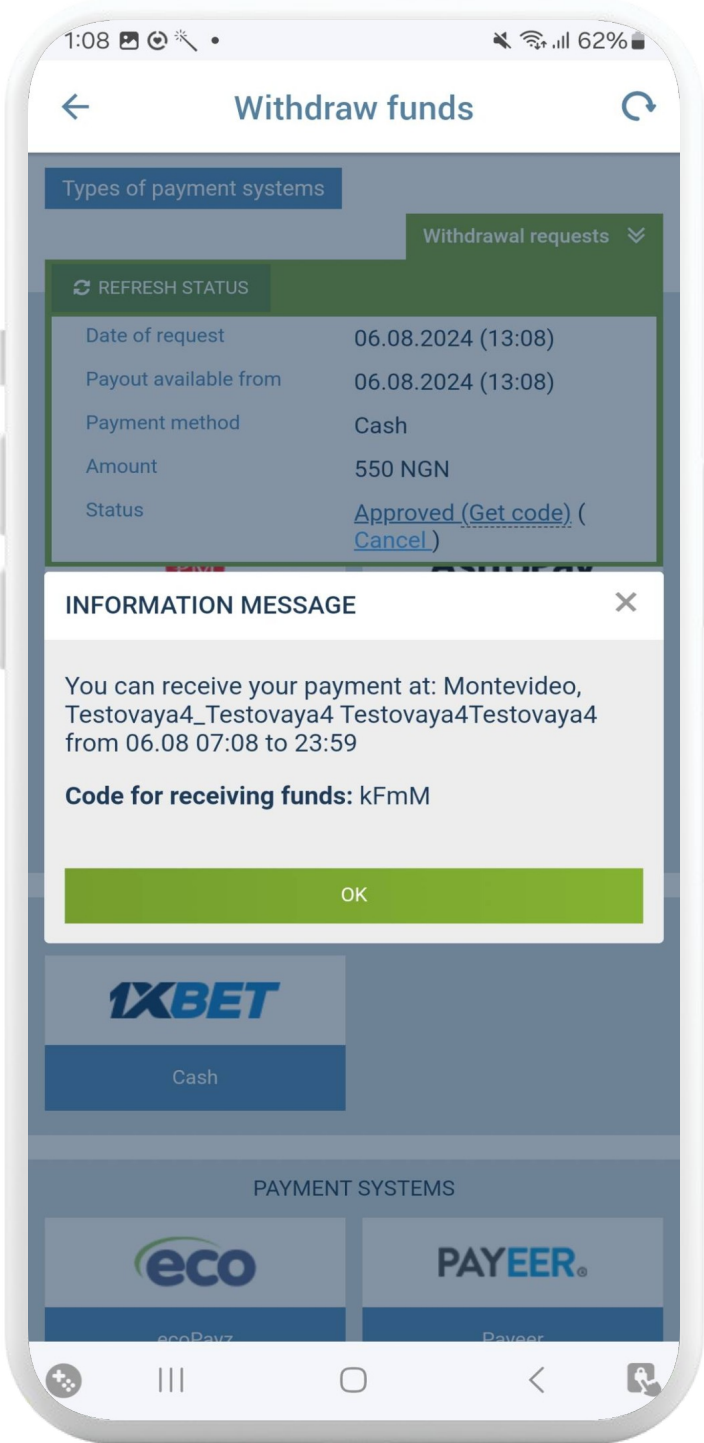 1:08
62%
Withdraw funds
Types of payment systems
Withdrawal requests
REFRESH STATUS
Date of request 06.08.2024 (13:08)
Payout available from 06.08.2024 (13:08)
Payment method Cash
Amount 550 NGN
Status Approved (Get code) (
Cancel )
INFORMATION MESSAGE
You can receive your payment at: Montevideo,
Testovaya4_Testovaya4 Testovaya4Testovaya4
from 06.08 07:08 to 23:59
Code for receiving funds: kFmM
OK
1XBET
Cash
PAYMENT SYSTEMS
eco PAYEER
ecoPayz Payeer